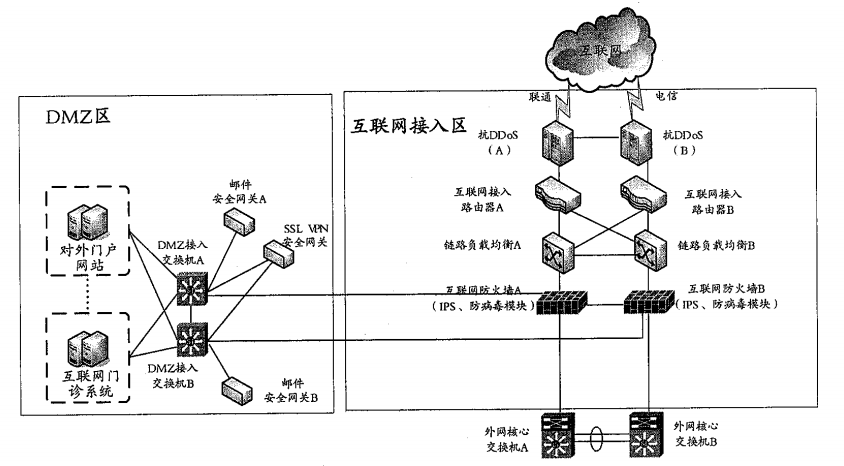 互联网
联通
电信
DMZ区
互联网接入区
抗DDoS
(A)
抗DDoS
(B)
邮件
安全网关A
互联网接入
路由器A
互联网接入
路由器B
SSL VPN
安全网关
对外门户
网站
DMZ接入
交换机A
链路负载均衡A
链路负载均衡B
互联网防火墙A
(IPS、防病毒模块)
互联网防火墙B
(IPS、防病毒模块)
互联网门
诊系统
DMZ接入
交换机B
邮件
安全网关B
外网核心
交换机A
外网核心
交换机B